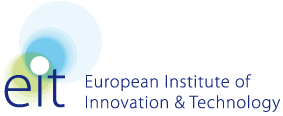 eit European Institute of
Innovation & Technology